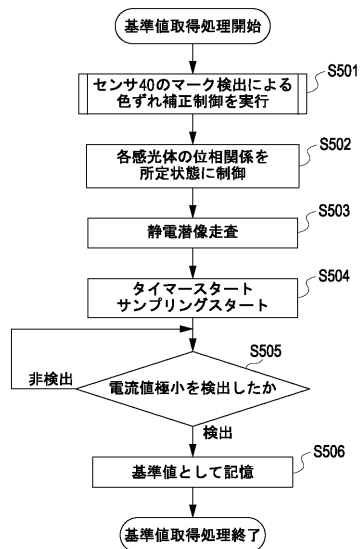 基準値取得処理開始
S501
センサ40のマーク検出による
色ずれ補正制御を実行
S502
各感光体の位相関係を
所定状態に制御
S503
静電潜像走査
S504
タイマースタート
サンプリングスタート
S505
電流値極小を検出したか
非検出
検出
S506
基準値として記憶
基準値取得処理終了